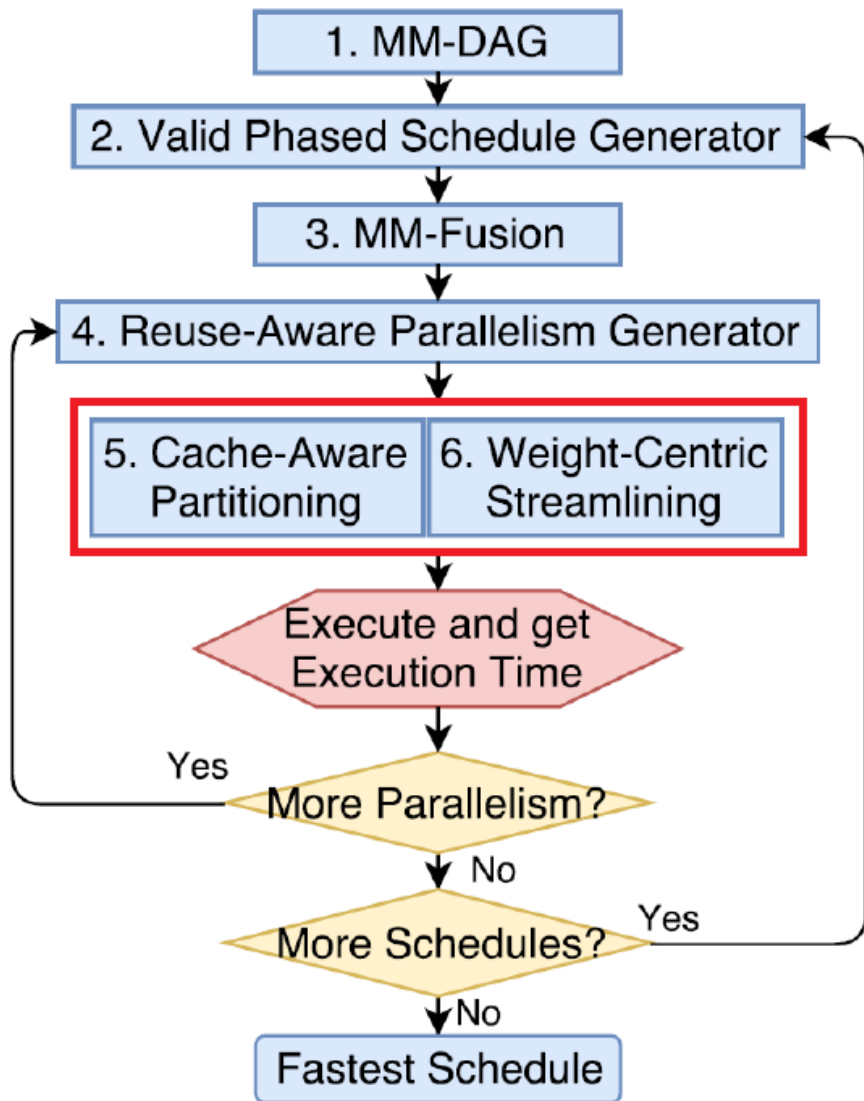 1. MM-DAG
2. Valid Phased Schedule Generator
3. MM-Fusion
4. Reuse-Aware Parallelism Generator
5. Cache-Aware
Partitioning
6. Weight-Centric
Streamlining
Execute and get
Execution Time
Yes
More Parallelism?
No
More Schedules?
Yes
No
Fastest Schedule